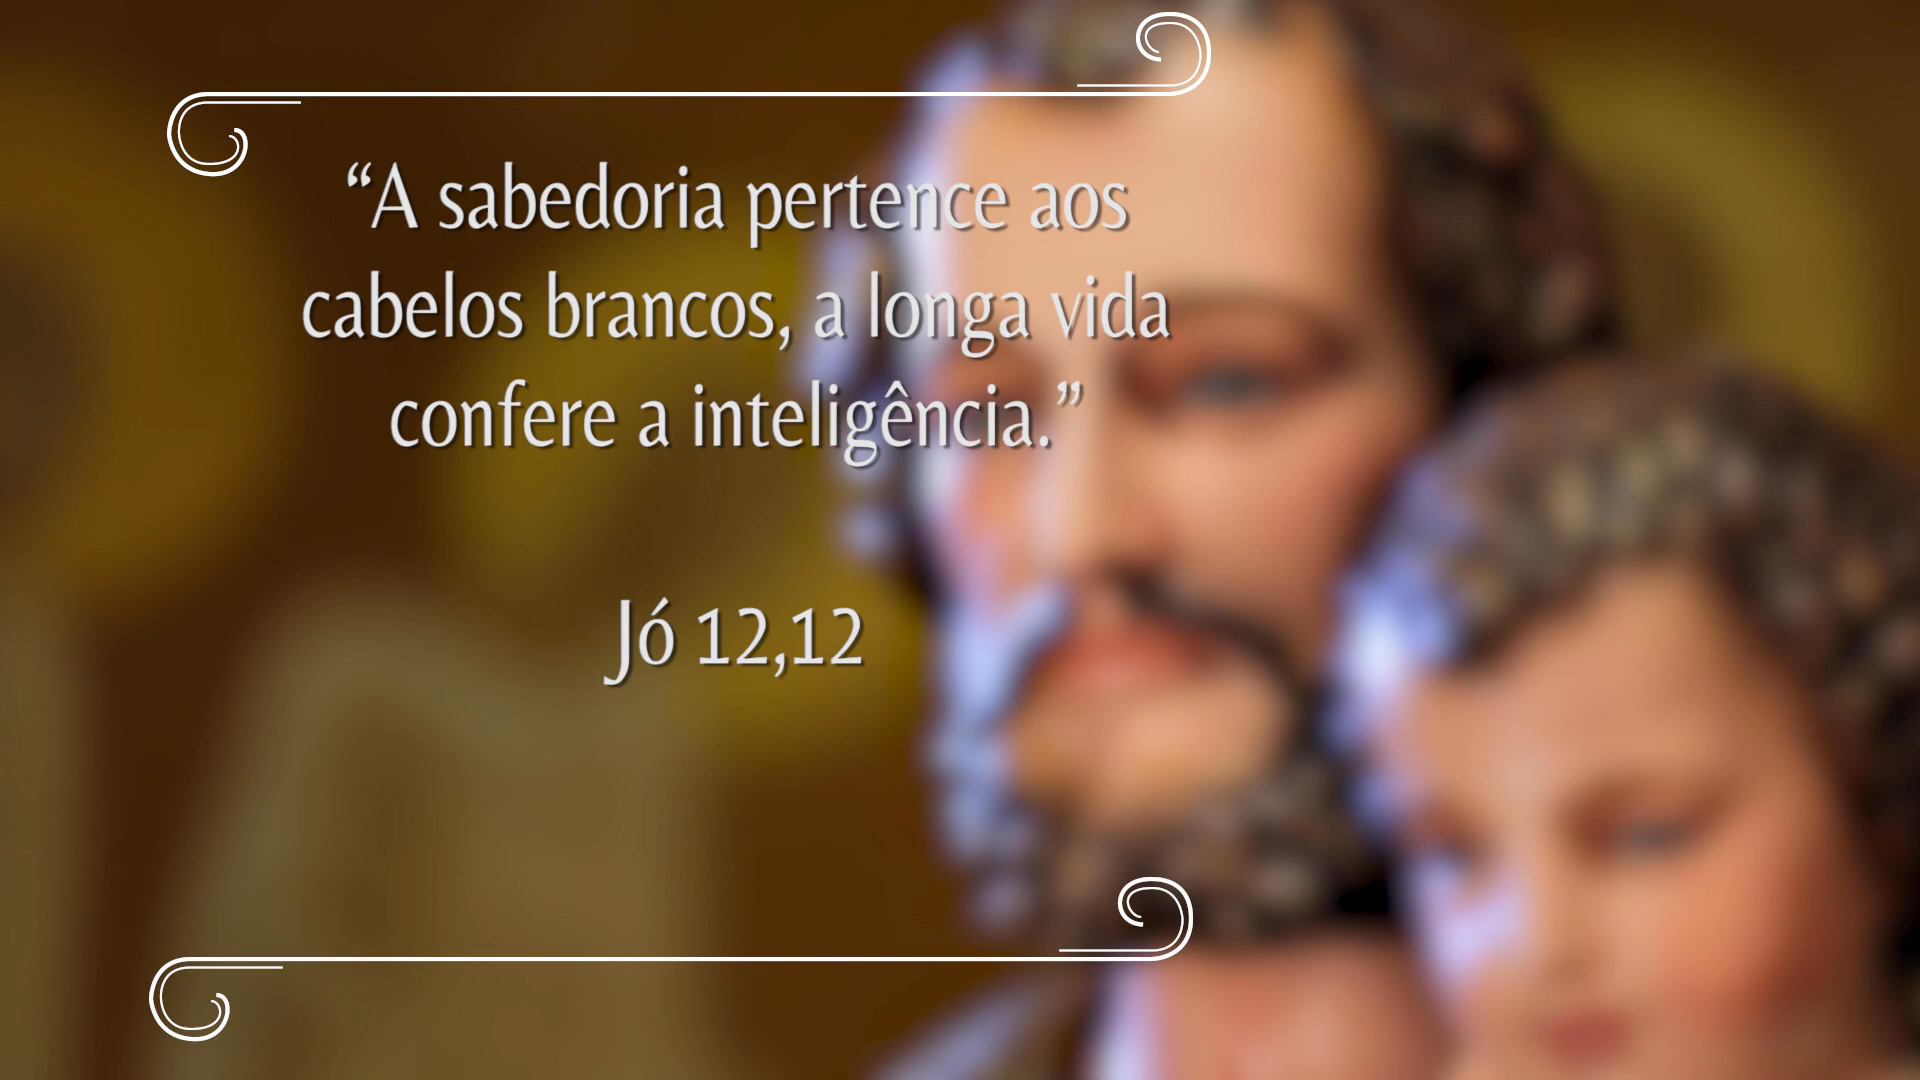 “A sabedoria pertence aos
cabelos brancos, a longa vida
confere a inteligência.”
Jó 12,12